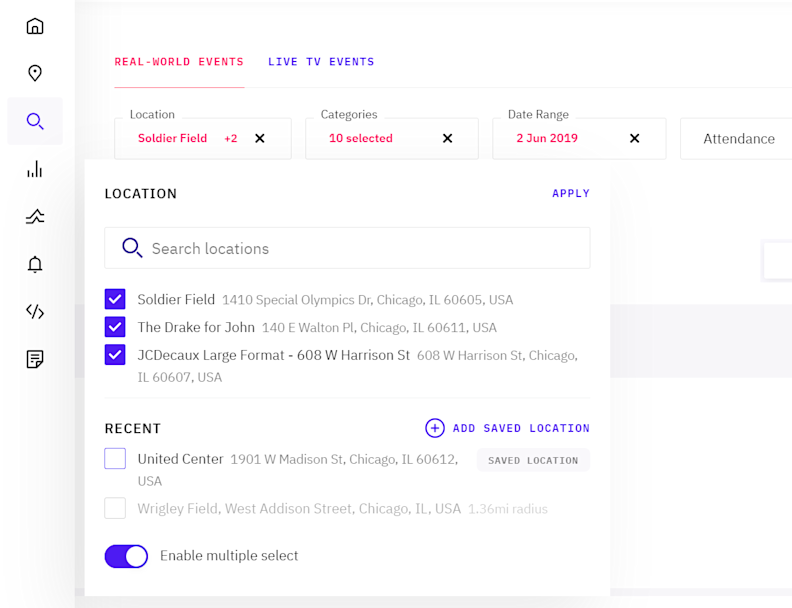 REAL-WORLD EVENTS LIVE TV EVENTS
Location Categories Date Range
Soldier Field +2 10 selected 2 Jun 2019 Attendance
LOCATION APPLY
Search locations
Soldier Field 1410 Special Olympics Dr, Chicago, IL 60605, USA
The Drake for John 140 E Walton Pl, Chicago, IL 60611, USA
JCDecaux Large Format - 608 W Harrison St 608 W Harrison St, Chicago,
IL 60607, USA
RECENT ADD SAVED LOCATION
United Center 1901 W Madison St, Chicago, IL 60612, SAVED LOCATION
USA
Wrigley Field, West Addison Street, Chicago, IL, USA 1.36mi radius
Enable multiple select